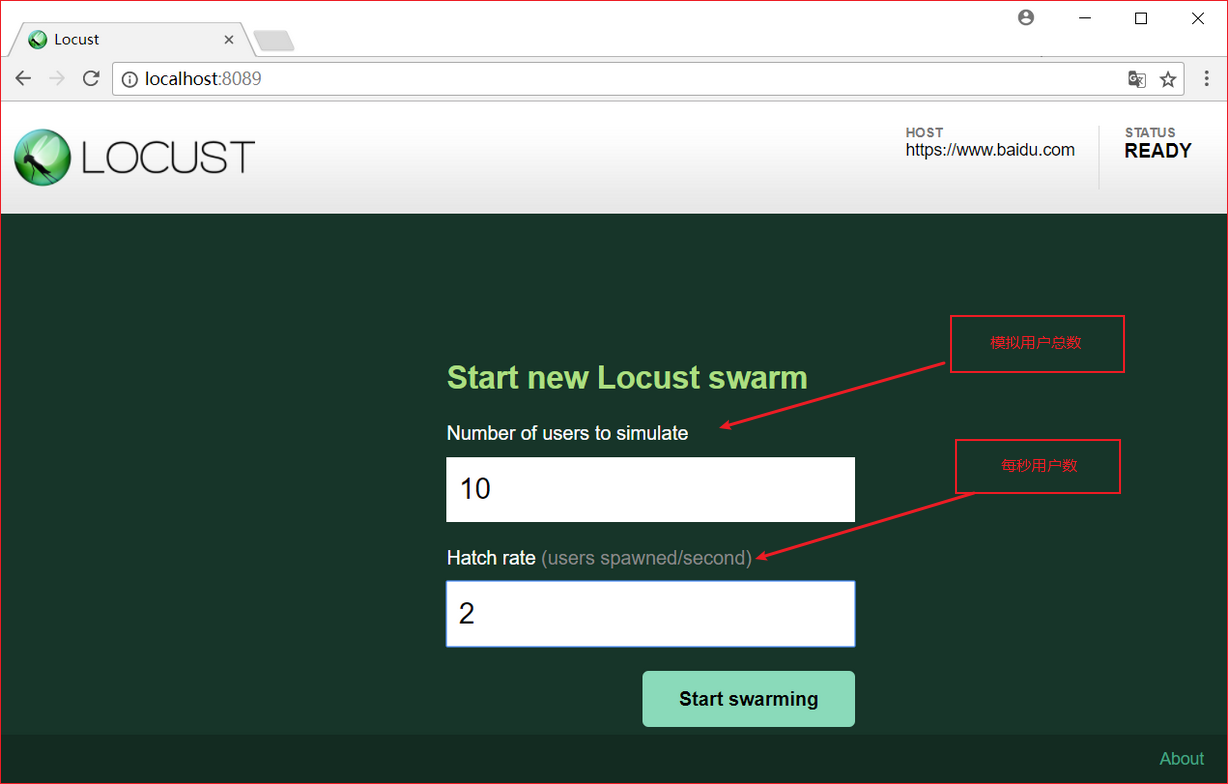 Locust
localhost:8089
LOCUST
HOST
https://www.baidu.com
STATUS
READY
模拟用户总数
Start new Locust swarm
Number of users to simulate
10
每秒用户数
Hatch rate (users spawned/second)
2
Start swarming
About